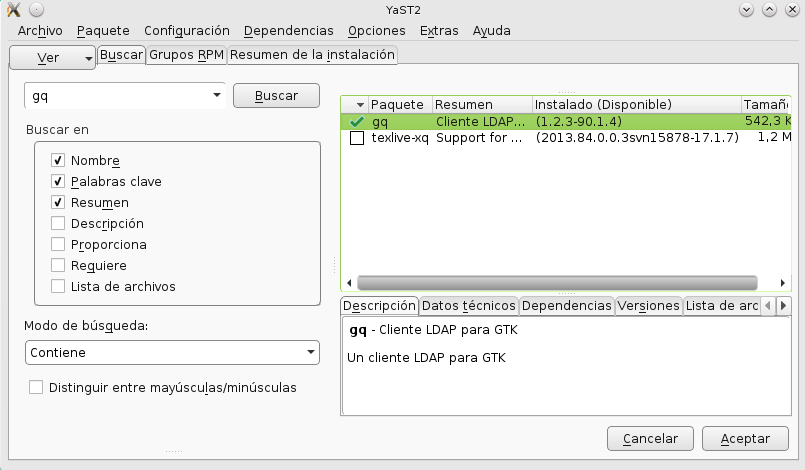 YaST2
Archivo Paquete Configuración Dependencias Opciones Extras Ayuda
Ver Buscar Grupos RPM Resumen de la instalación
gq Buscar
Buscar en
Nombre
Palabras clave
Resumen
Descripción
Proporciona
Requiere
Lista de archivos
Modo de búsqueda:
Contiene
Distinguir entre mayúsculas/minúsculas
Paquete Resumen Instalado (Disponible) Tamañ
gq Cliente LDAP... (1.2.3-90.1.4) 542,3 K
texlive-xq Support for ... (2013.84.0.0.3svn15878-17.1.7) 1,2 M
Descripción Datos técnicos Dependencias Versiones Lista de arc
gq - Cliente LDAP para GTK
Un cliente LDAP para GTK
Cancelar Aceptar